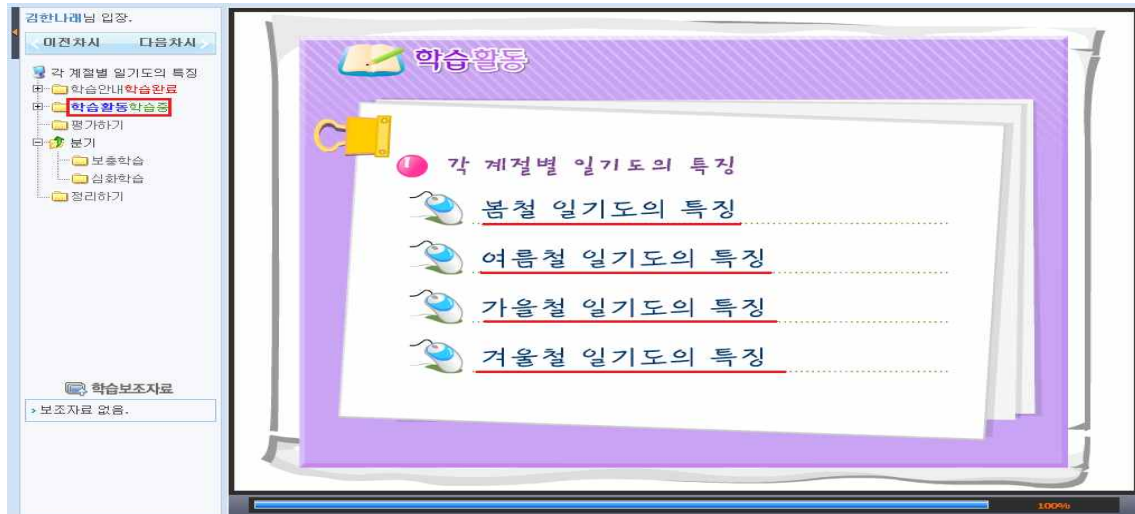 김한나래님 입장.
이전차시 다음차시
각 계절별 일기도의 특징
학습안내학습완료
학습활동학습중
평가하기
분기
보충학습
심화학습
정리하기
학습보조자료
보조자료 없음.
학습활동
각 계절별 일기도의 특징
봄철 일기도의 특징
여름철 일기도의 특징
가을철 일기도의 특징
겨울철 일기도의 특징
100%